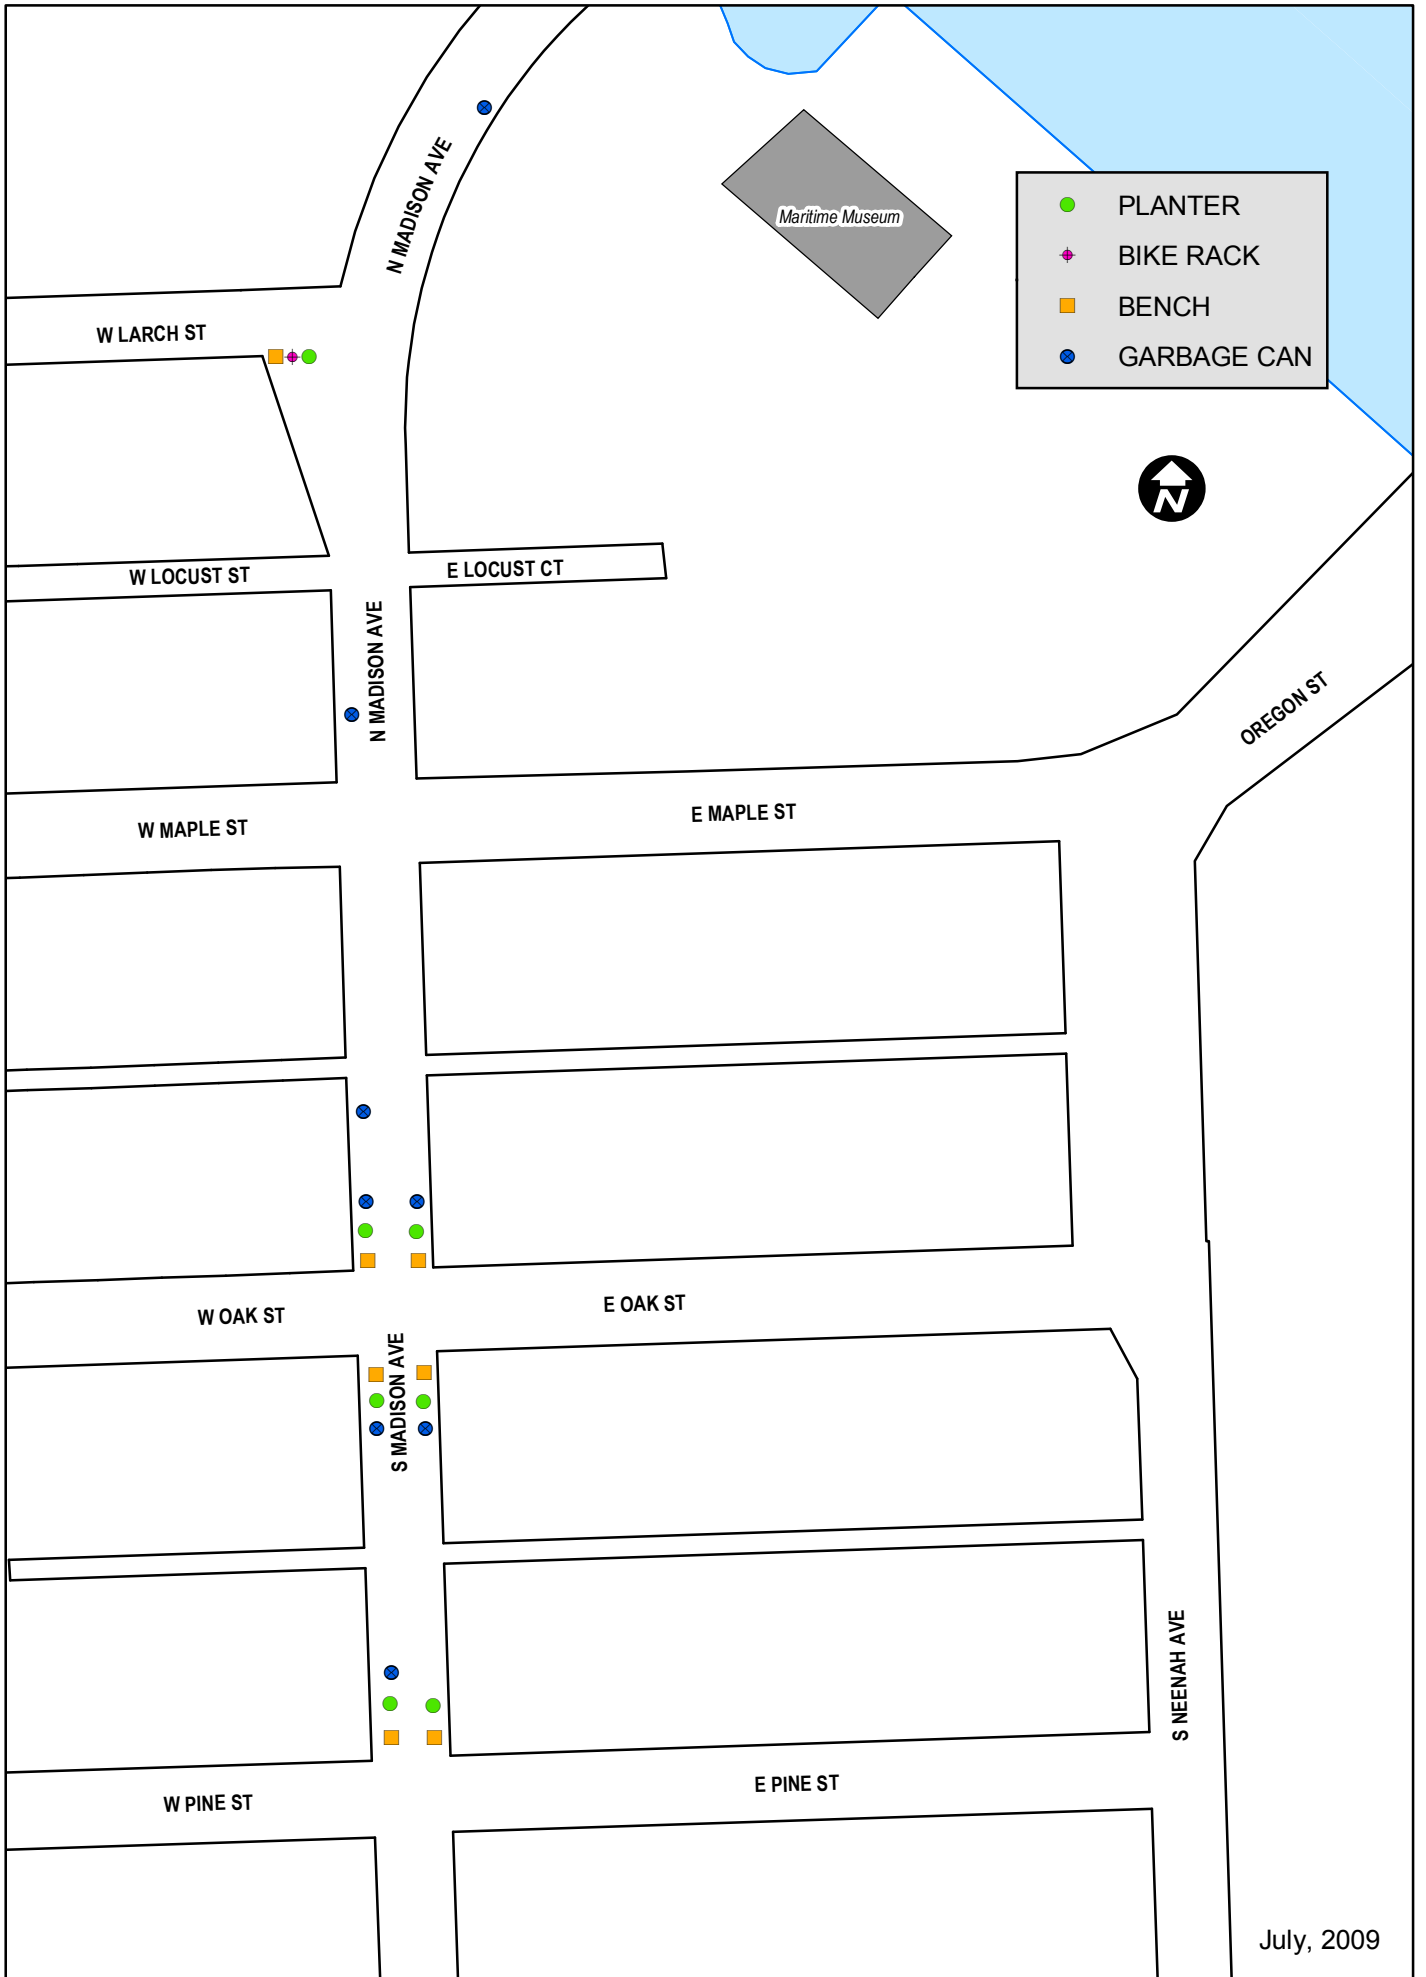 N MADISON AVE
Maritime Museum
PLANTER
BIKE RACK
BENCH
GARBAGE CAN
W LARCH ST
N
W LOCUST ST
E LOCUST CT
N MADISON AVE
OREGON ST
W MAPLE ST
E MAPLE ST
W OAK ST
E OAK ST
S MADISON AVE
S NEENAH AVE
W PINE ST
E PINE ST
July, 2009